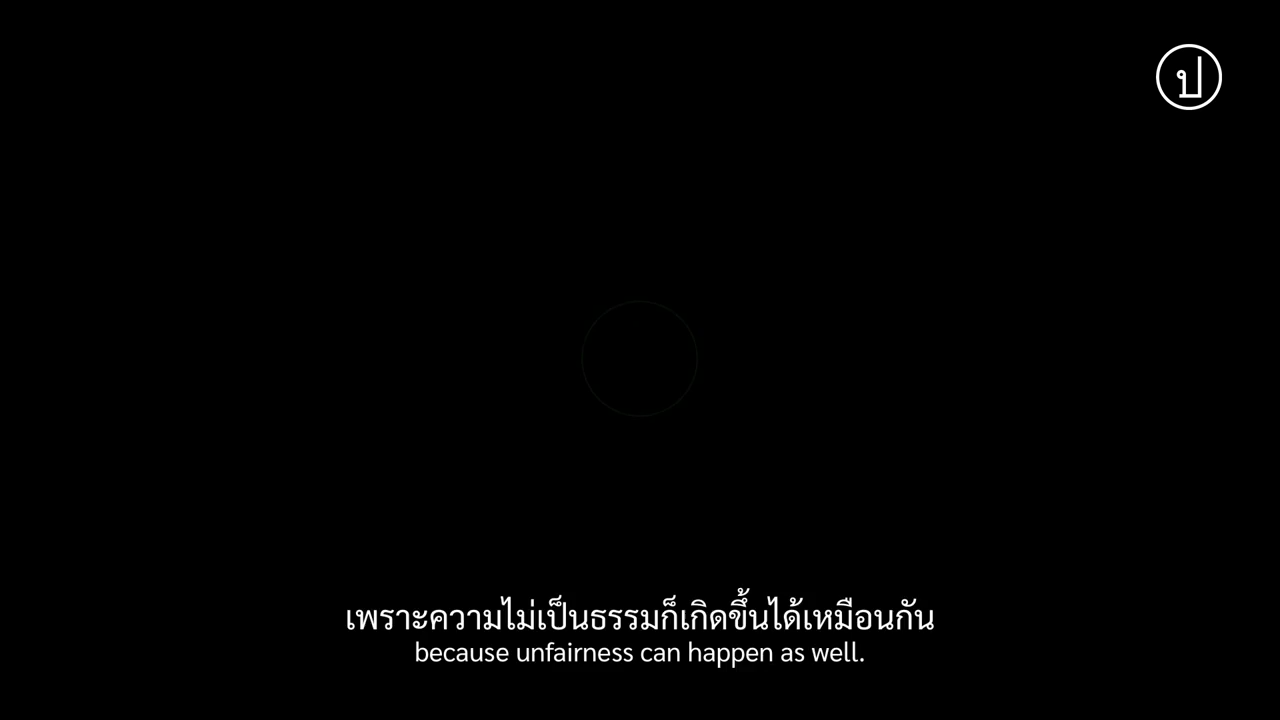 ป
เพราะความไม่เป็นธรรมก็เกิดขึ้นได้เหมือนกัน
because unfairness can happen as well.